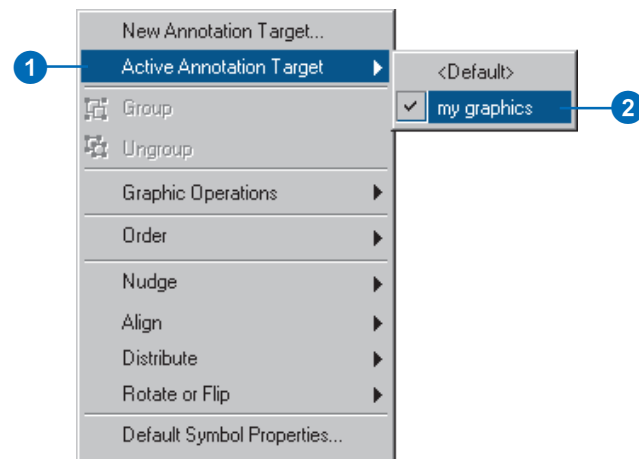 New Annotation Target...
1 Active Annotation Target
<Default>
my graphics 2
Group
Ungroup
Graphic Operations
Order
Nudge
Align
Distribute
Rotate or Flip
Default Symbol Properties...